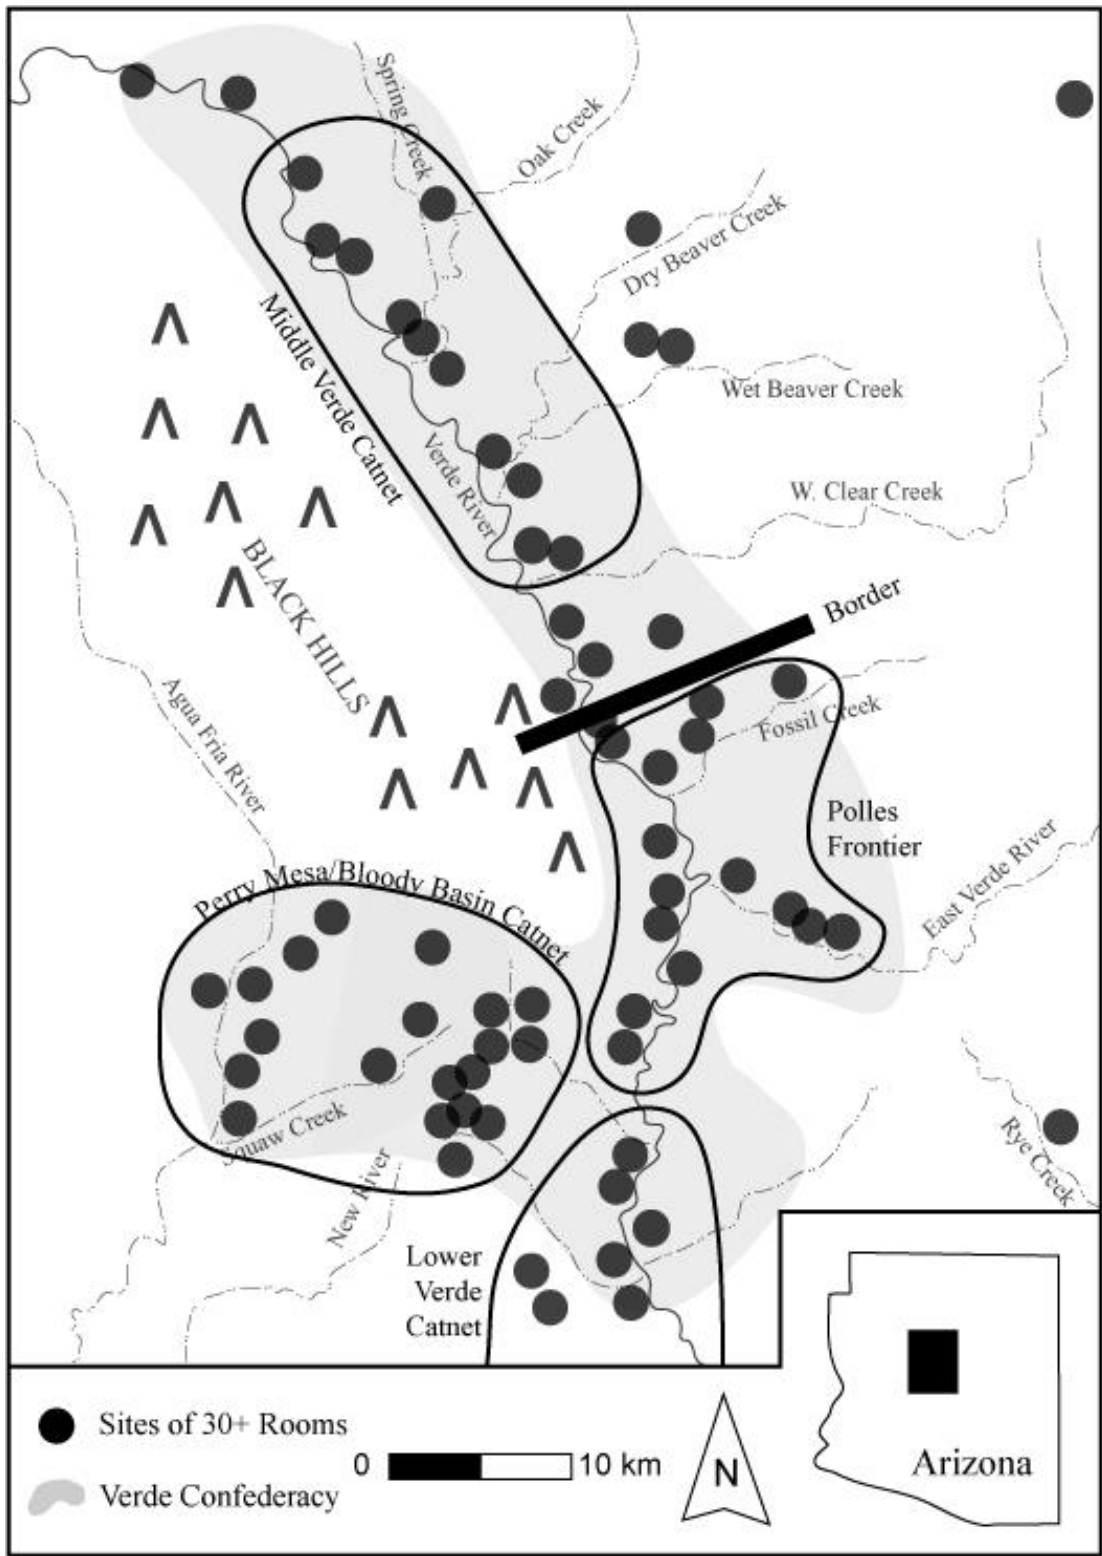 Spring Creek
Oak Creek
Dry Beaver Creek
Wet Beaver Creek
W. Clear Creek
Middle Verde Catnet
Verde River
BLACK HILLS
Border
Agua Fria River
Fossil Creek
Polles
Frontier
East Verde River
Perry Mesa/Bloody Basin Catnet
Squaw Creek
New River
Rye Creek
Lower
Verde
Catnet
Sites of 30+ Rooms
Verde Confederacy
0 10 km
N
Arizona